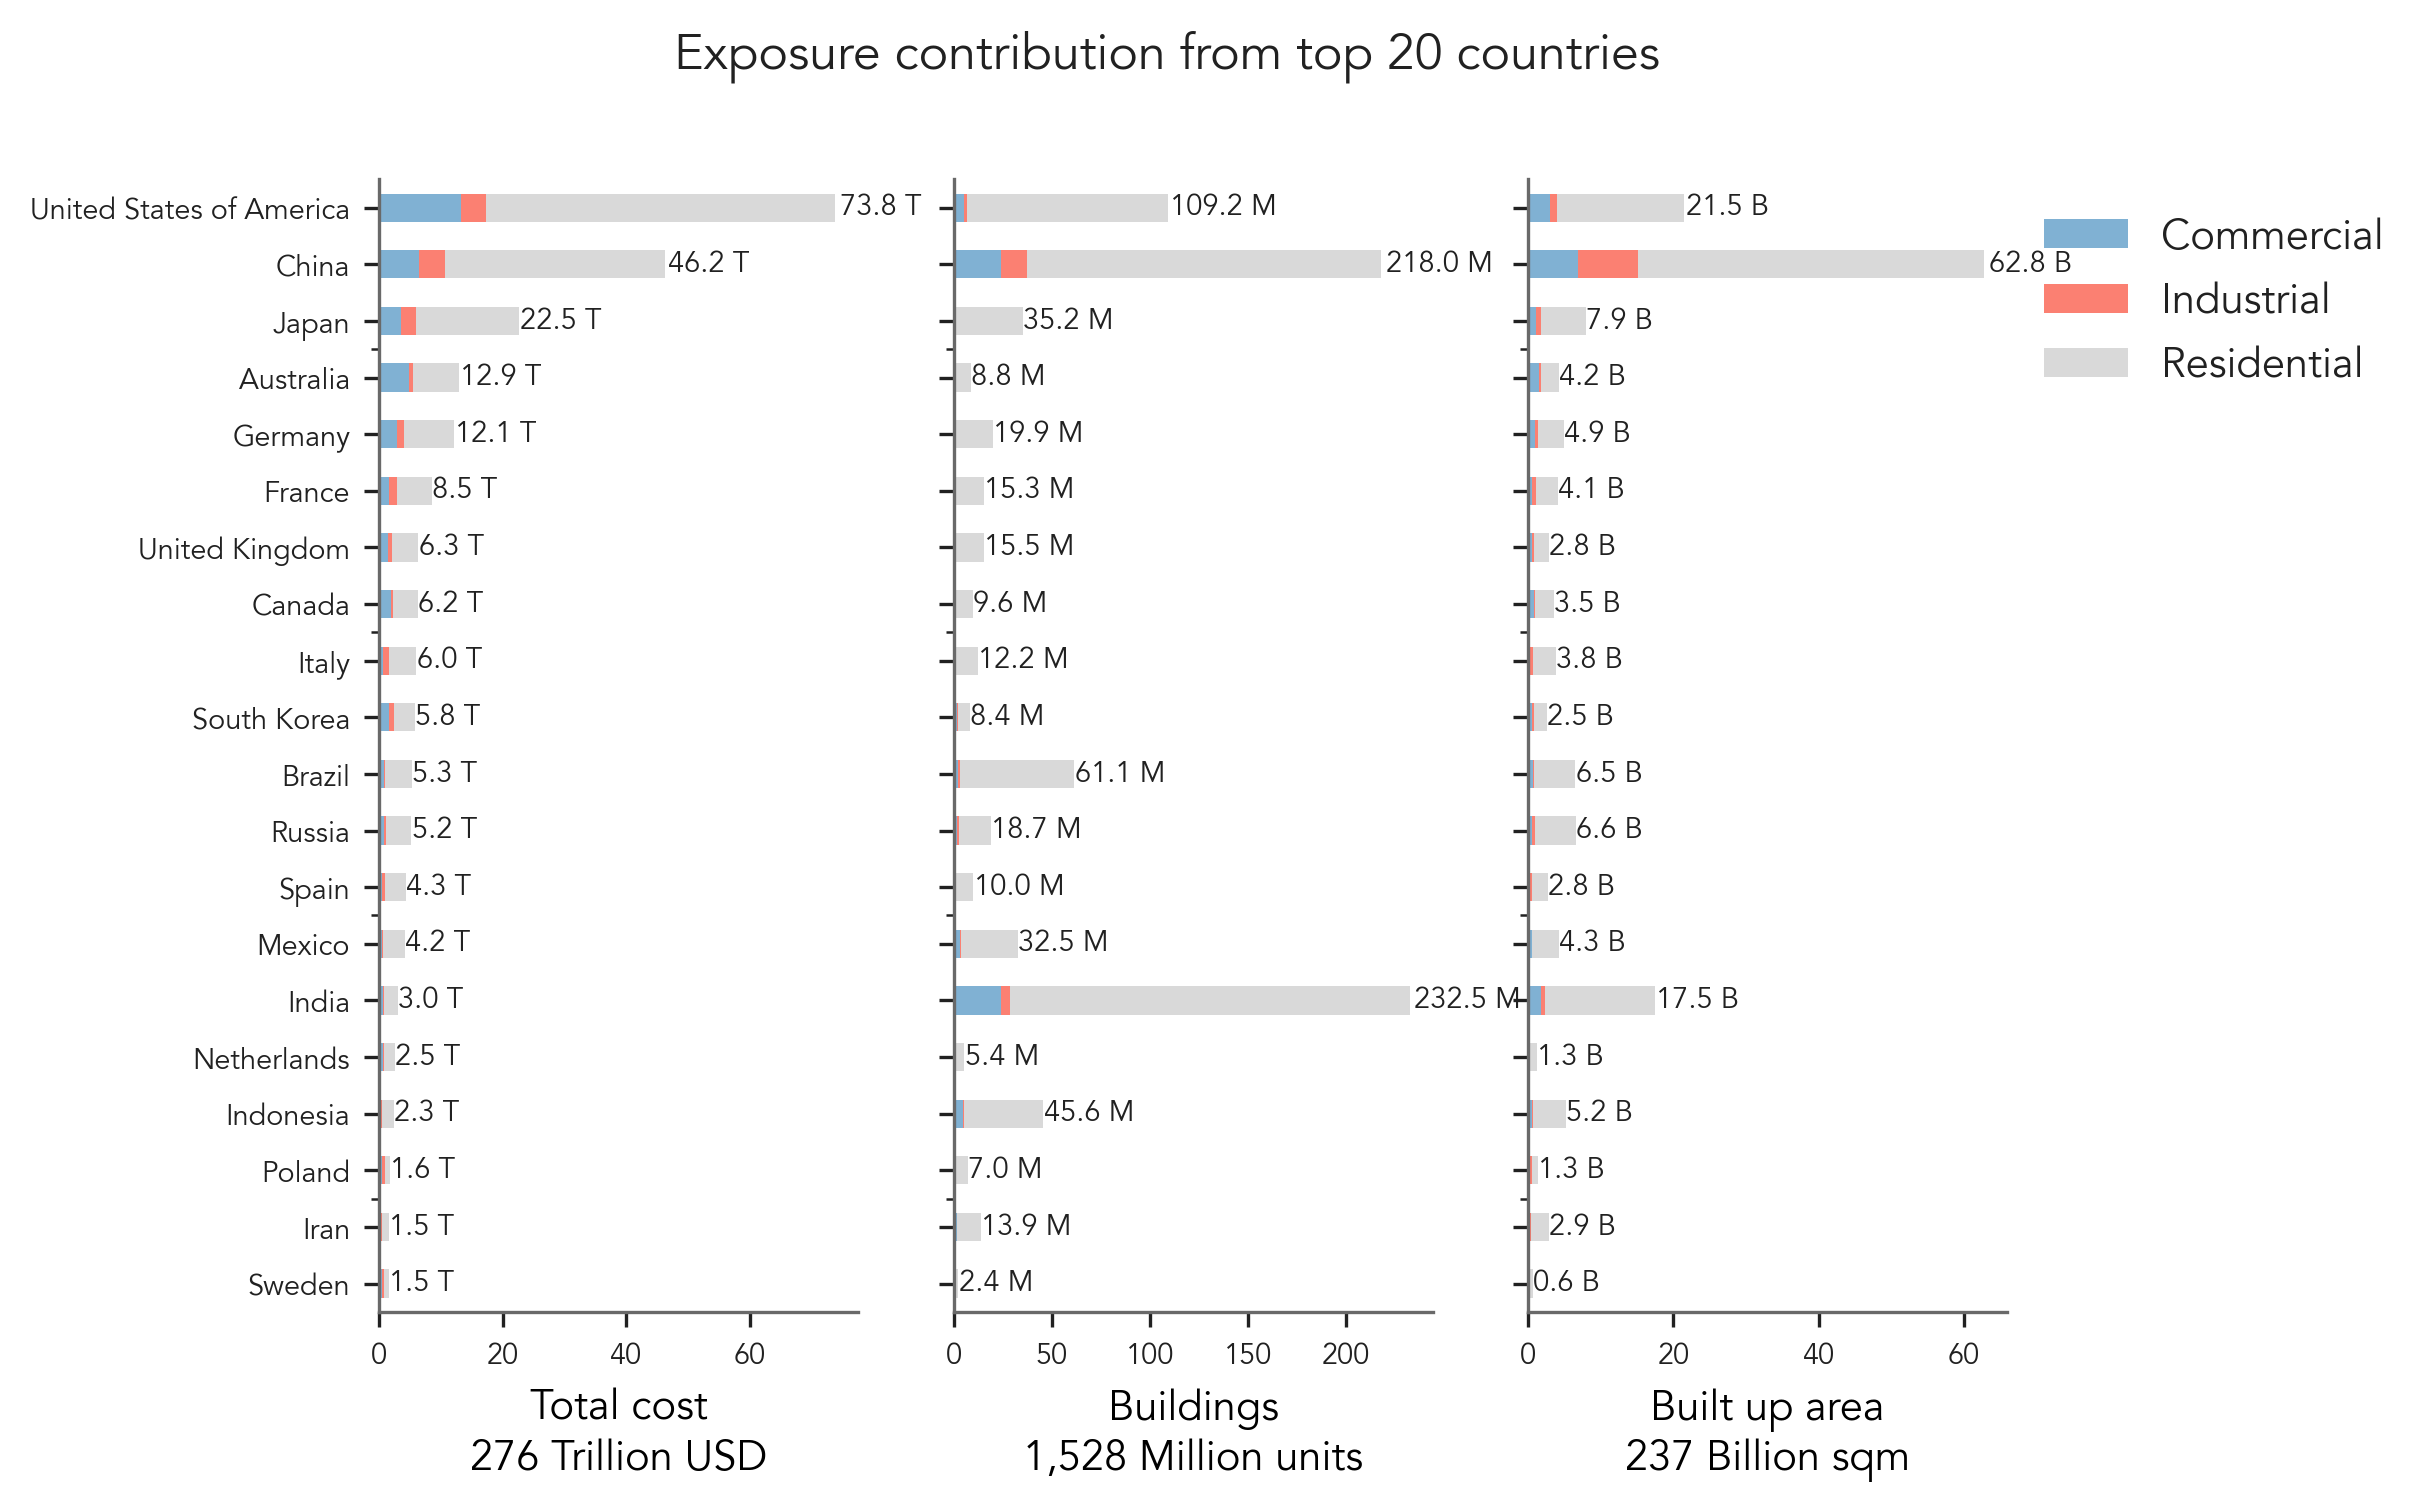 Exposure contribution from top 20 countries
United States of America 73.8 T 109.2 M 21.5 B
China 46.2 T 218.0 M 62.8 B
Japan 22.5 T 35.2 M 7.9 B
Australia 12.9 T 8.8 M 4.2 B
Germany 12.1 T 19.9 M 4.9 B
France 8.5 T 15.3 M 4.1 B
United Kingdom 6.3 T 15.5 M 2.8 B
Canada 6.2 T 9.6 M 3.5 B
Italy 6.0 T 12.2 M 3.8 B
South Korea 5.8 T 8.4 M 2.5 B
Brazil 5.3 T 61.1 M 6.5 B
Russia 5.2 T 18.7 M 6.6 B
Spain 4.3 T 10.0 M 2.8 B
Mexico 4.2 T 32.5 M 4.3 B
India 3.0 T 232.5 M 17.5 B
Netherlands 2.5 T 5.4 M 1.3 B
Indonesia 2.3 T 45.6 M 5.2 B
Poland 1.6 T 7.0 M 1.3 B
Iran 1.5 T 13.9 M 2.9 B
Sweden 1.5 T 2.4 M 0.6 B
0 20 40 60
Total cost
276 Trillion USD
0 50 100 150 200
Buildings
1,528 Million units
0 20 40 60
Built up area
237 Billion sqm
Commercial
Industrial
Residential